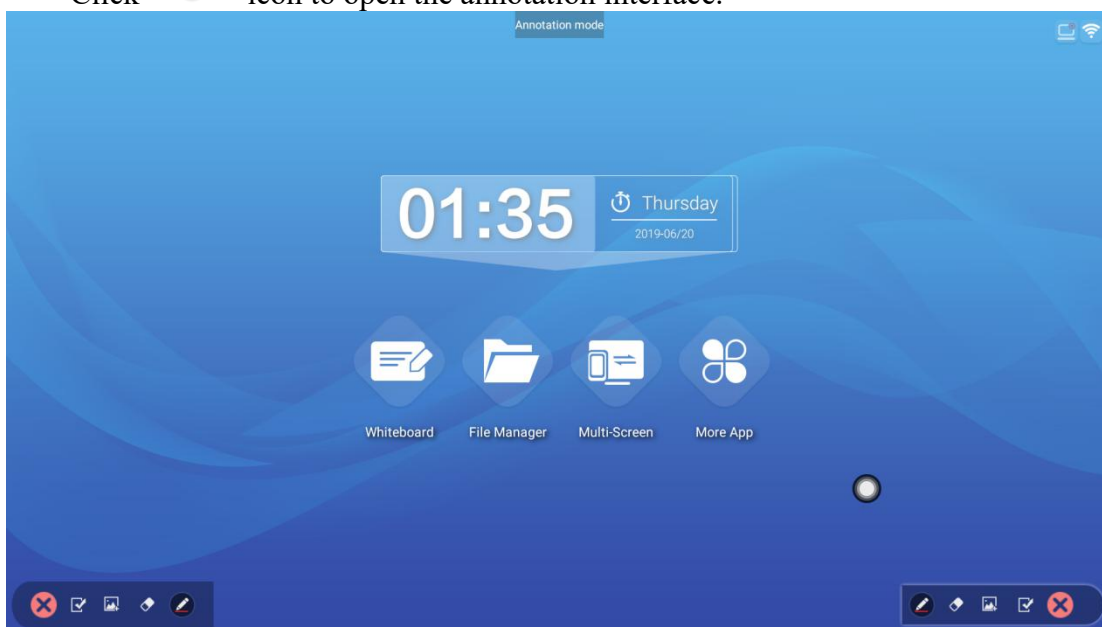 Click icon to open the annotation interface.
Annotation mode
01:35
Thursday
2019-06/20
Whiteboard File Manager Multi-Screen More App